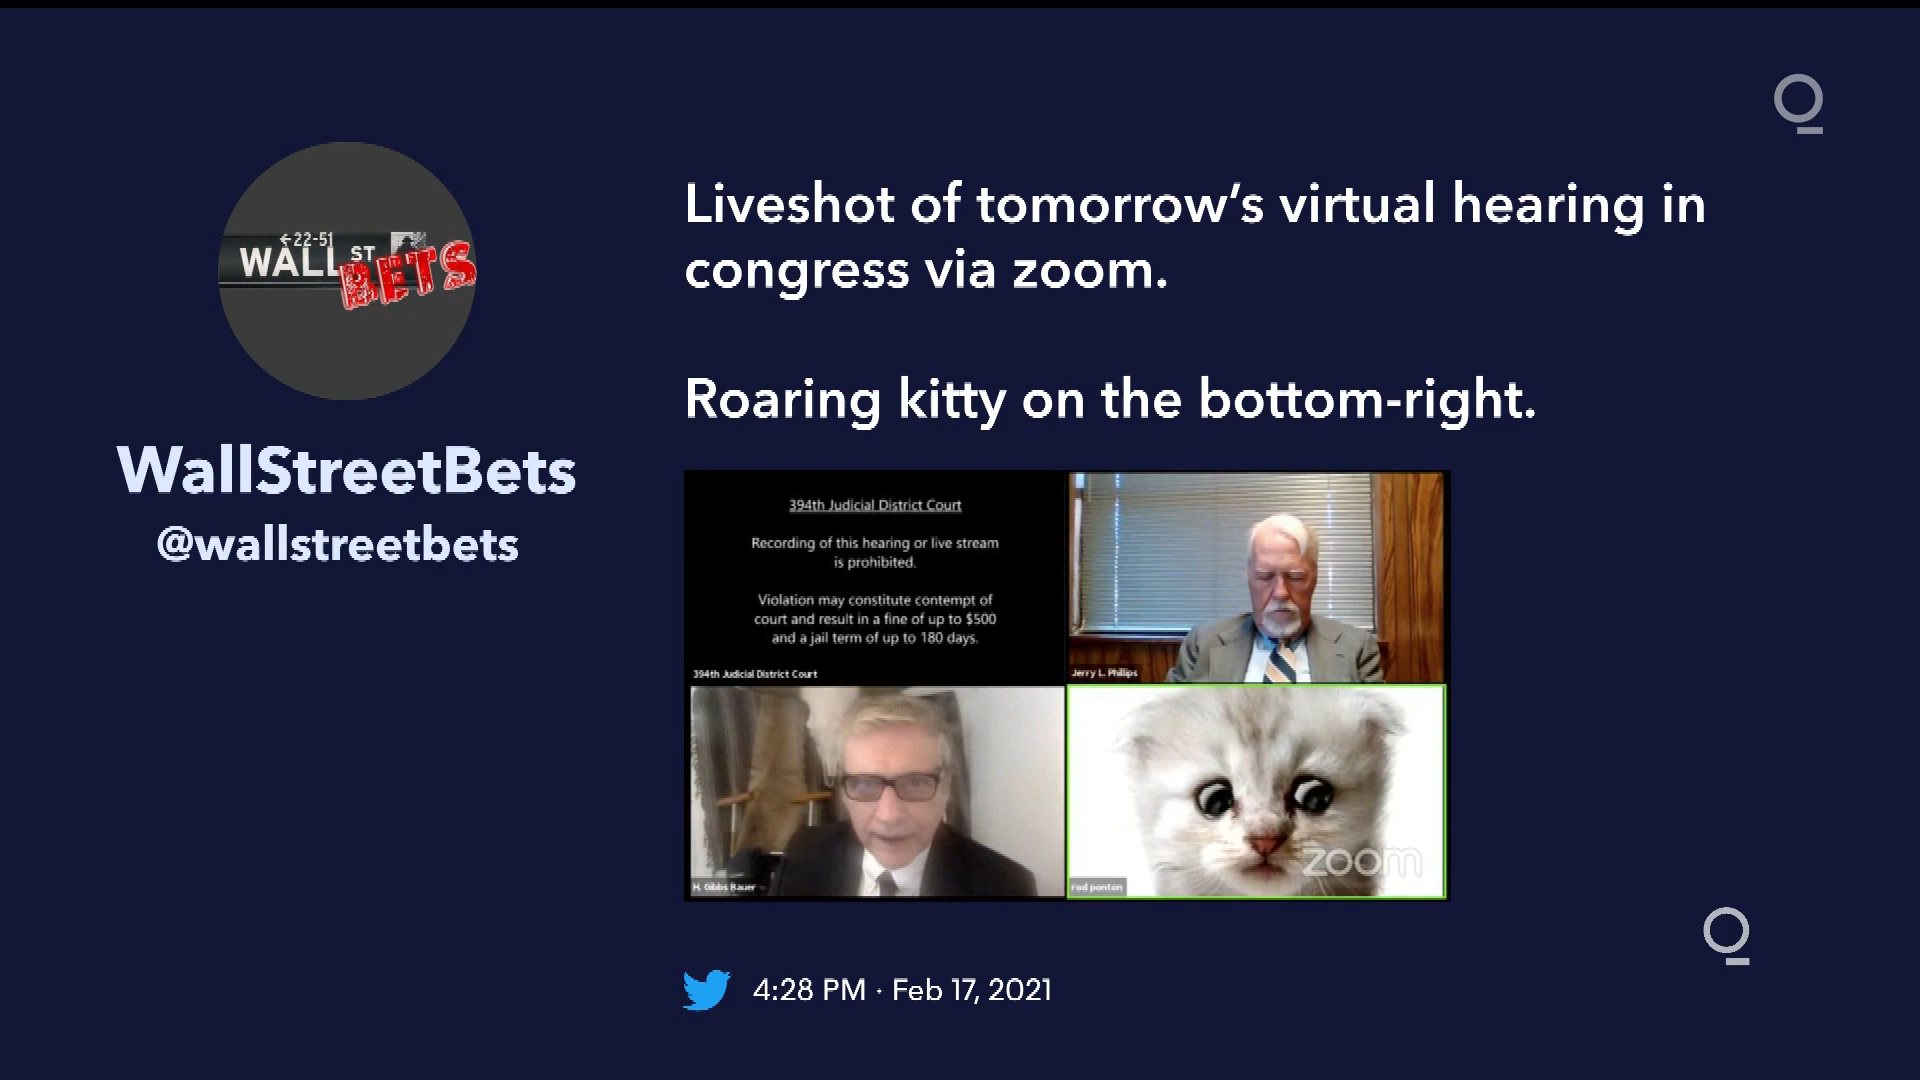 ←22-51
WALL ST
BETS
WallStreetBets
@wallstreetbets
Liveshot of tomorrow’s virtual hearing in
congress via zoom.
Roaring kitty on the bottom-right.
394th Judicial District Court
Recording of this hearing or live stream
is prohibited.
Violation may constitute contempt of
court and result in a fine of up to $500
and a jail term of up to 180 days.
394th Judicial District Court
Jerry L. Phillips
H. Gibbs Bauer
rod ponton
zoom
4:28 PM · Feb 17, 2021